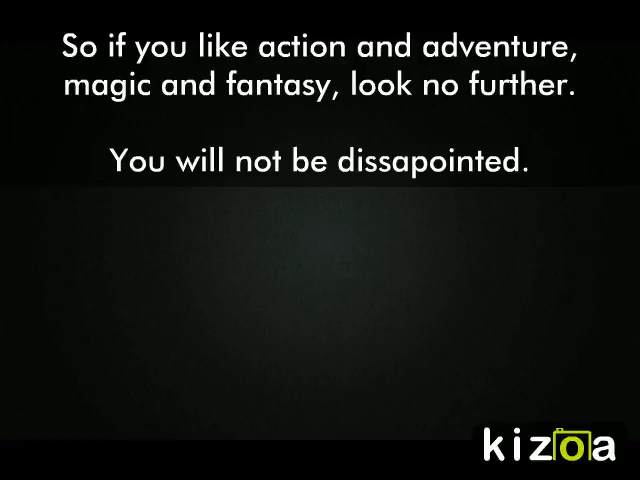 So if you like action and adventure,
magic and fantasy, look no further.
You will not be dissapointed.
kizoa